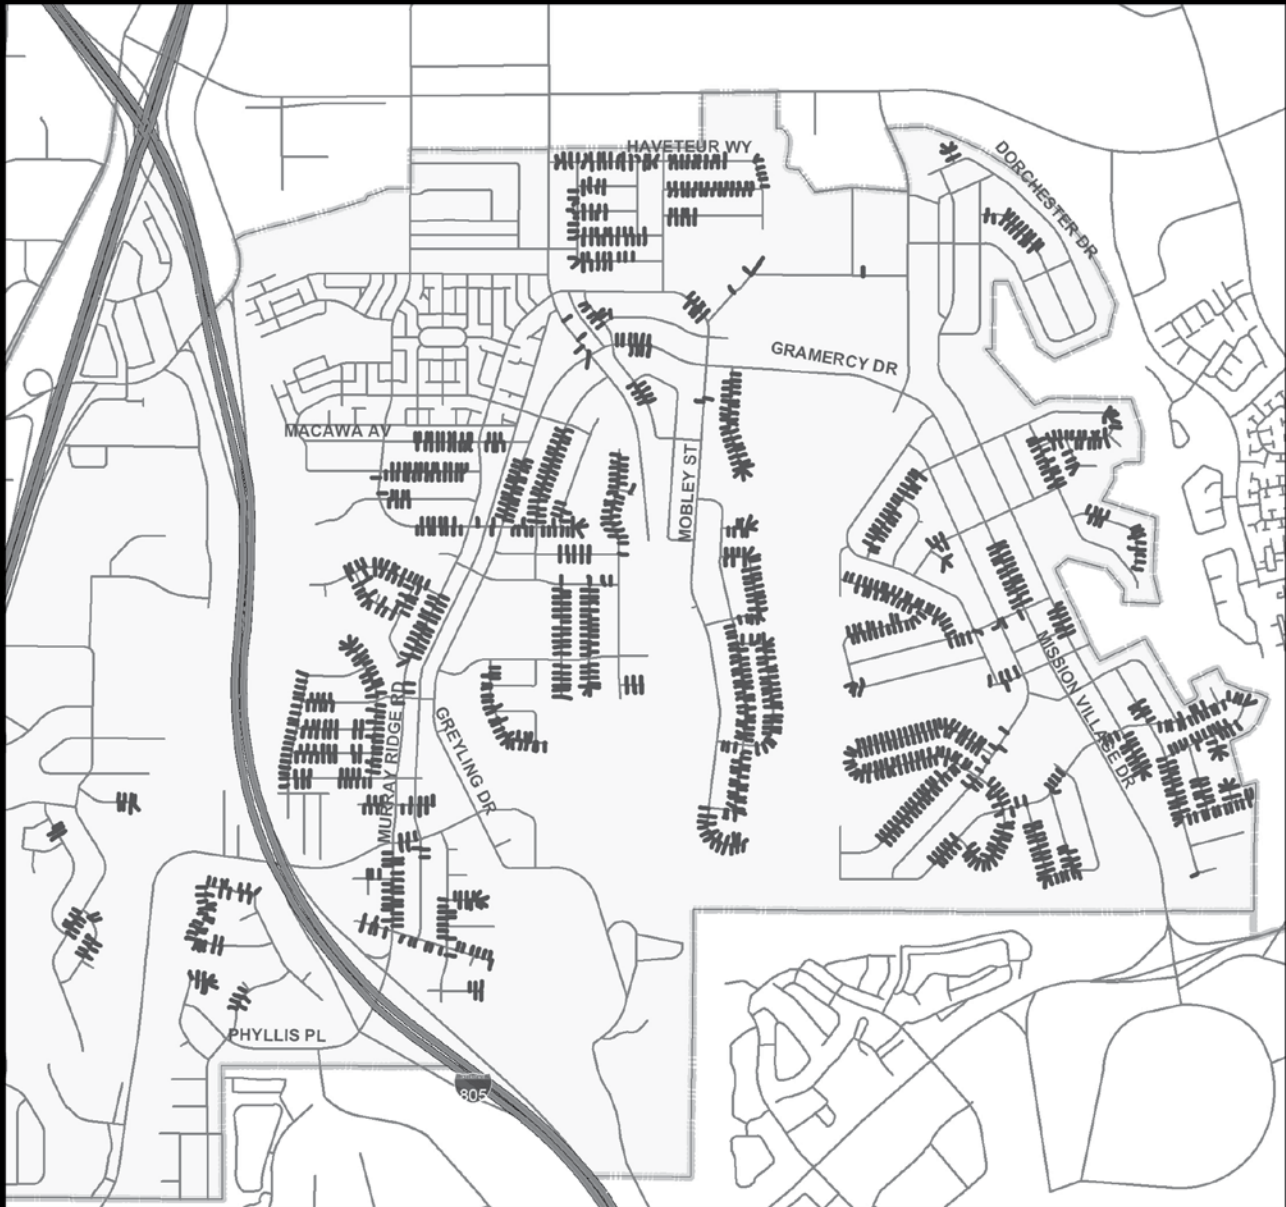 HAVETEUR WY
DORCHESTER DR
GRAMERCY DR
MACAWA AV
MOBLEY ST
MISSION VILLAGE DR
MURRAY RIDGE RD
GREYLING DR
PHYLLIS PL
805